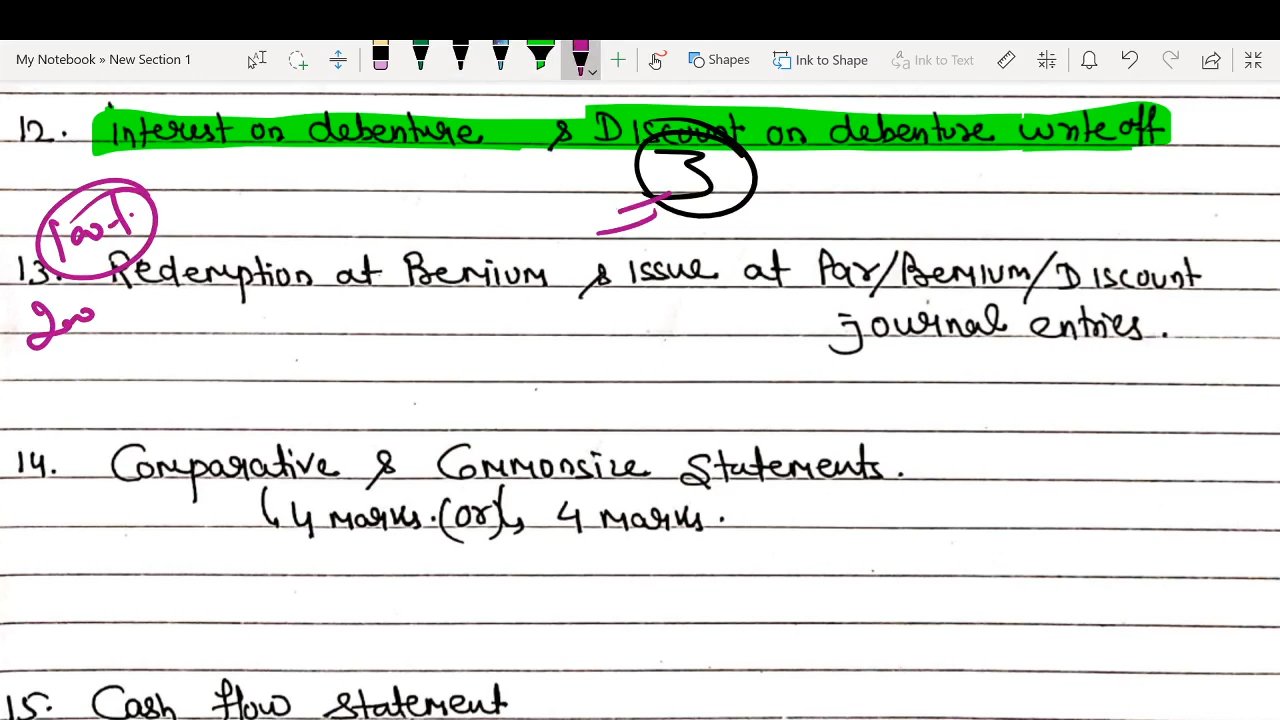 My Notebook » New Section 1
Shapes
Ink to Shape
Ink to Text
12. Interest on debenture & Discount on debenture write off
3
13. Redemption at Premium & Issue at Par/Premium/Discount
journal entries.
14. Comparative & Commonsize Statements.
4 marks. (or) 4 marks.
15. Cash flow statement